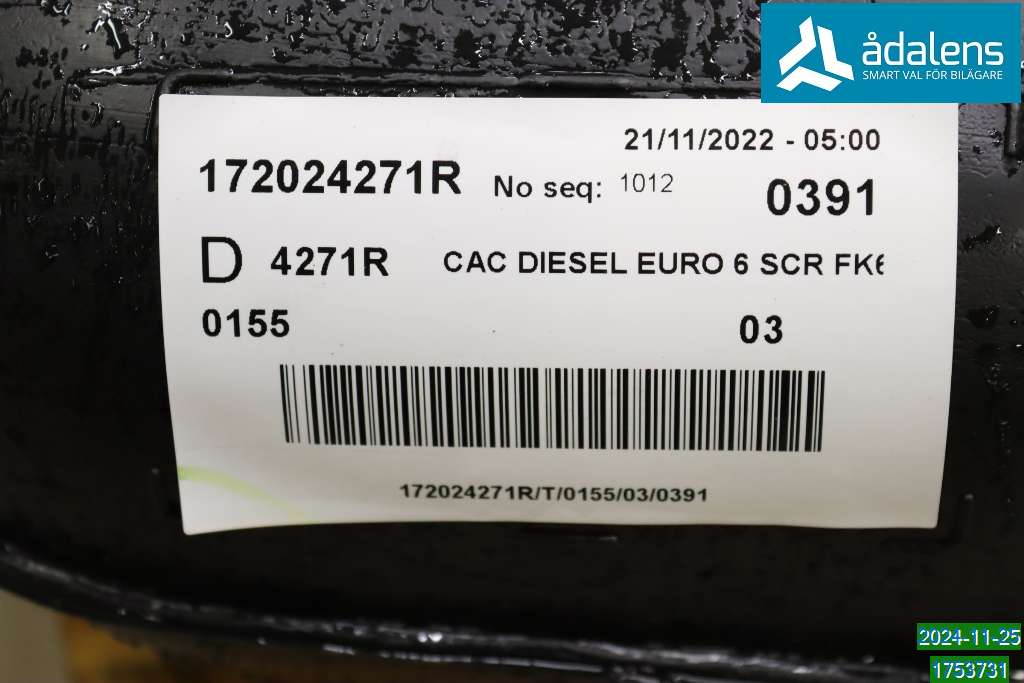 ådalens
SMART VAL FÖR BILÄGARE
21/11/2022 - 05:00
172024271R No seq: 1012 0391
D 4271R CAC DIESEL EURO 6 SCR FK6
0155 03
172024271R/T/0155/03/0391
2024-11-25
1753731